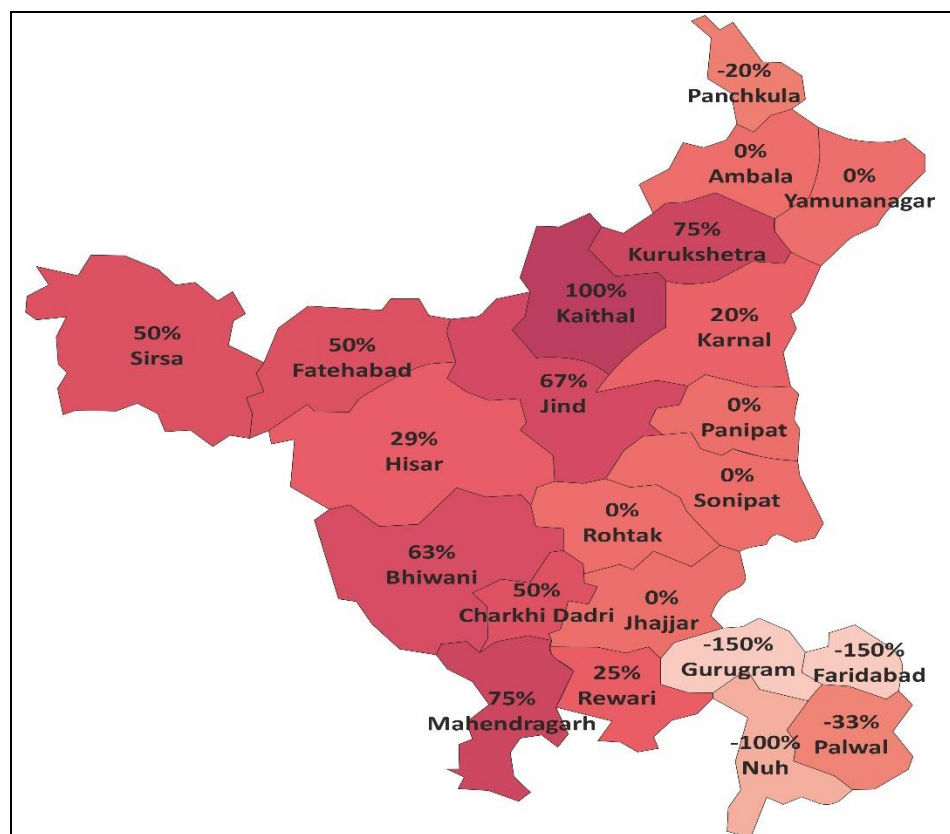 -20%
Panchkula
0%
Ambala
0%
Yamunanagar
75%
Kurukshetra
100%
Kaithal
20%
Karnal
50%
Sirsa
50%
Fatehabad
67%
Jind
0%
Panipat
29%
Hisar
0%
Sonipat
0%
Rohtak
63%
Bhiwani
50%
Charkhi Dadri
0%
Jhajjar
-150%
Gurugram
-150%
Faridabad
25%
Rewari
75%
Mahendragarh
-33%
Palwal
-100%
Nuh